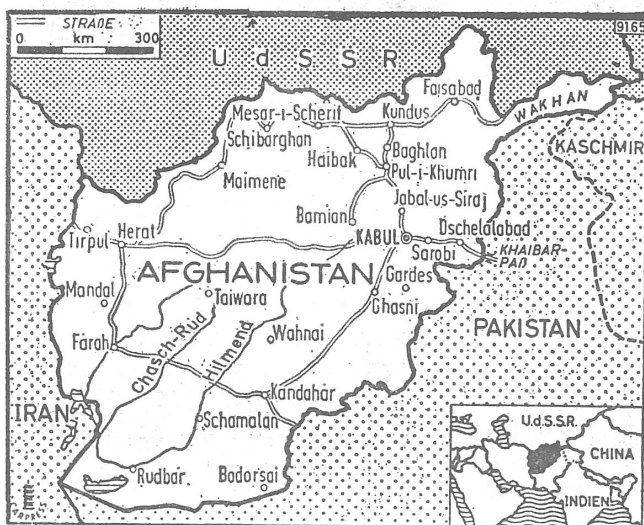 STRAßE
0 km 300
9165
UdSSR
Faisabad
Mesar-i-Scherif
Kundus
WAKHAN
Schibarghan
Haibak
Baghlan
KASCHMIR
Pul-i-Khumri
Maimene
Jabal-us-Siraj
Bamian
Tirpul
Herat
KABUL
Dschelalabad
Sarobi
KHAIBAR-
PAß
AFGHANISTAN
Gardes
Mandal
Taiwara
Ghasni
PAKISTAN
Farah
Chasch-Rud
Hilmend
Wahnai
Kandahar
IRAN
Schamalan
Rudbar
Badorsai
U.d.S.S.R.
CHINA
INDIEN